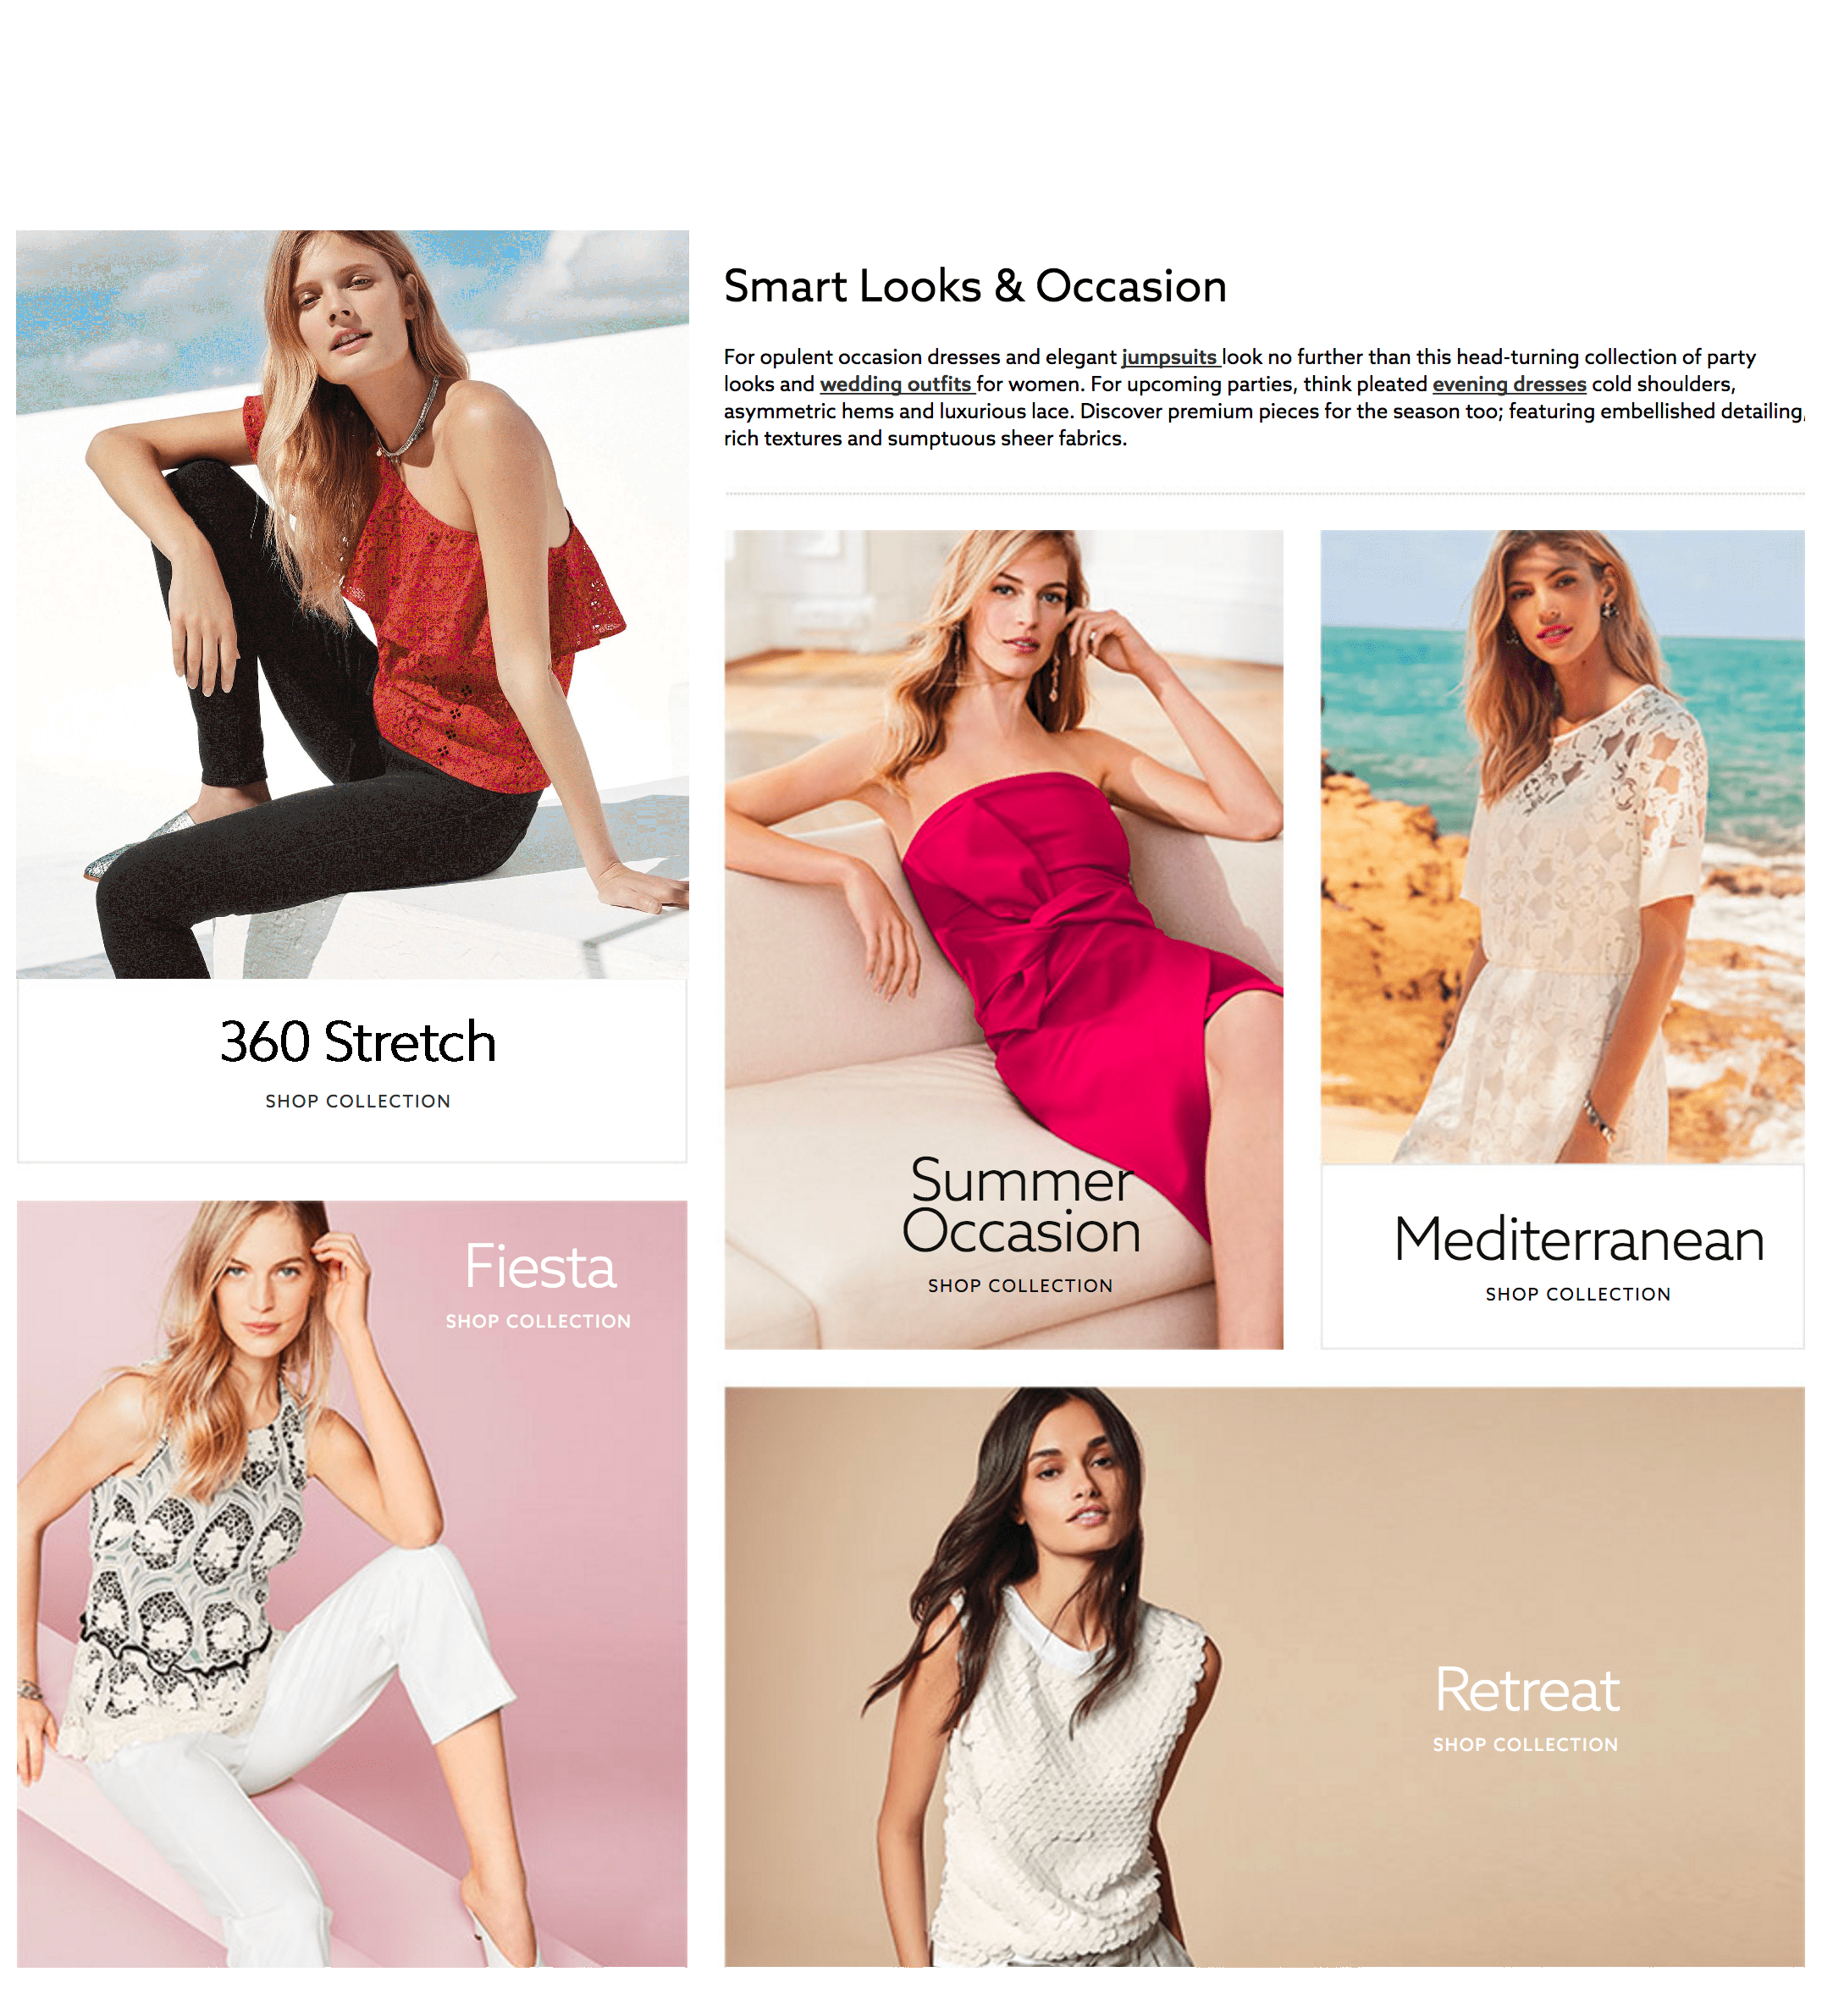 Smart Looks & Occasion
For opulent occasion dresses and elegant jumpsuits look no further than this head-turning collection of party
looks and wedding outfits for women. For upcoming parties, think pleated evening dresses cold shoulders,
asymmetric hems and luxurious lace. Discover premium pieces for the season too; featuring embellished detailing,
rich textures and sumptuous sheer fabrics.
360 Stretch
SHOP COLLECTION
Summer
Occasion
SHOP COLLECTION
Mediterranean
SHOP COLLECTION
Fiesta
SHOP COLLECTION
Retreat
SHOP COLLECTION